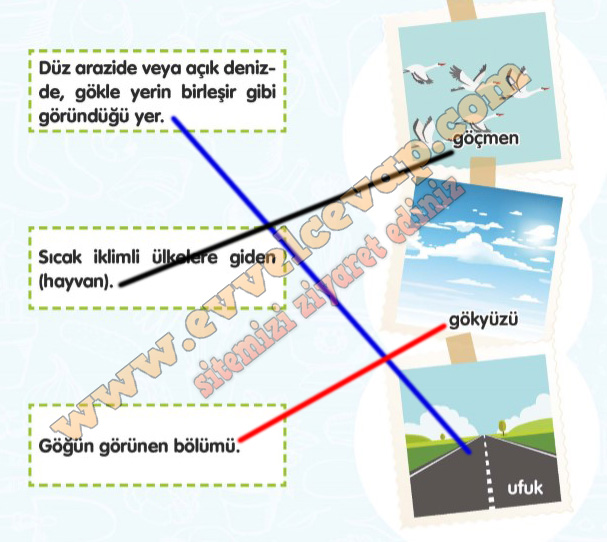 Düz arazide veya açık deniz-
de, gökle yerin birleşir gibi
göründüğü yer.
göçmen
Sıcak iklimli ülkelere giden
(hayvan).
gökyüzü
Göğün görünen bölümü.
ufuk
www.evvelcevap.com
sitemizi ziyaret ediniz